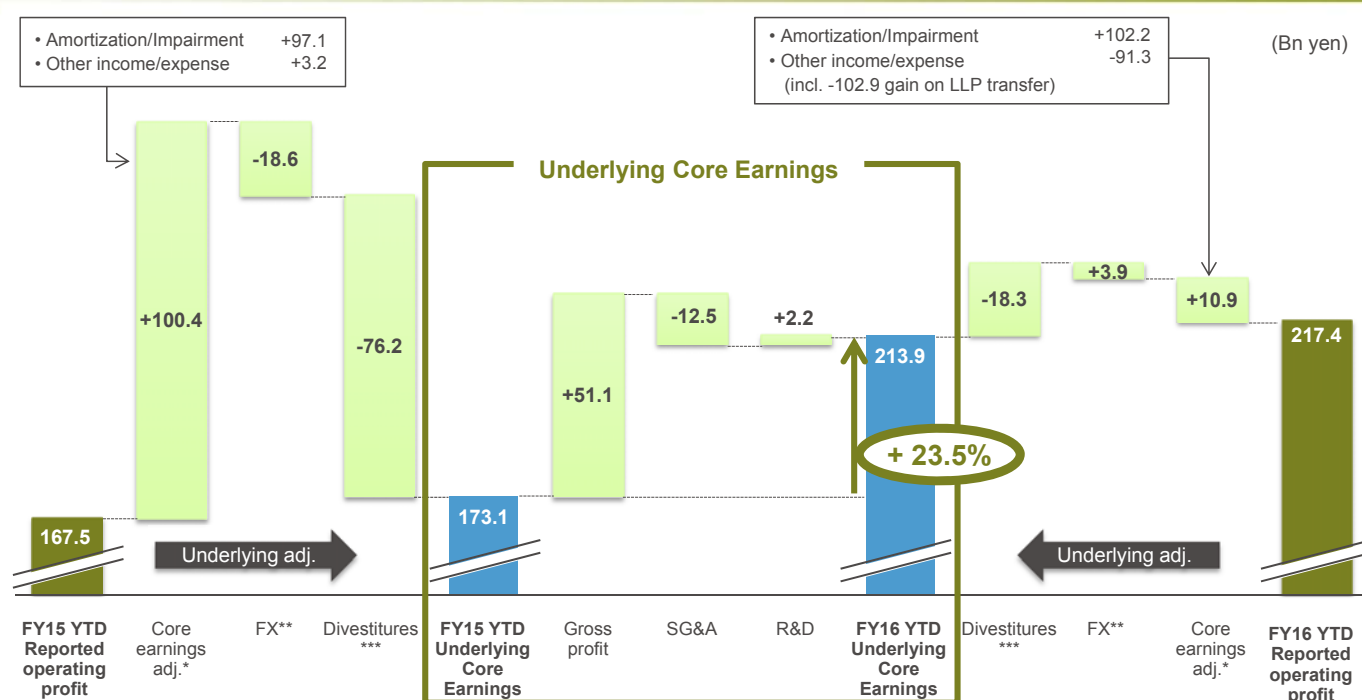 • Amortization/Impairment +97.1
• Other income/expense +3.2
• Amortization/Impairment +102.2
• Other income/expense -91.3
(incl. -102.9 gain on LLP transfer)
(Bn yen)
Underlying Core Earnings
167.5
+100.4
-18.6
-76.2
173.1
+51.1
-12.5
+2.2
213.9
+ 23.5%
-18.3
+3.9
+10.9
217.4
Underlying adj.
Underlying adj.
FY15 YTD
Reported
operating
profit
Core
earnings
adj.*
FX**
Divestitures
***
FY15 YTD
Underlying
Core
Earnings
Gross
profit
SG&A
R&D
FY16 YTD
Underlying
Core
Earnings
Divestitures
***
FX**
Core
earnings
adj.*
FY16 YTD
Reported
operating
profit